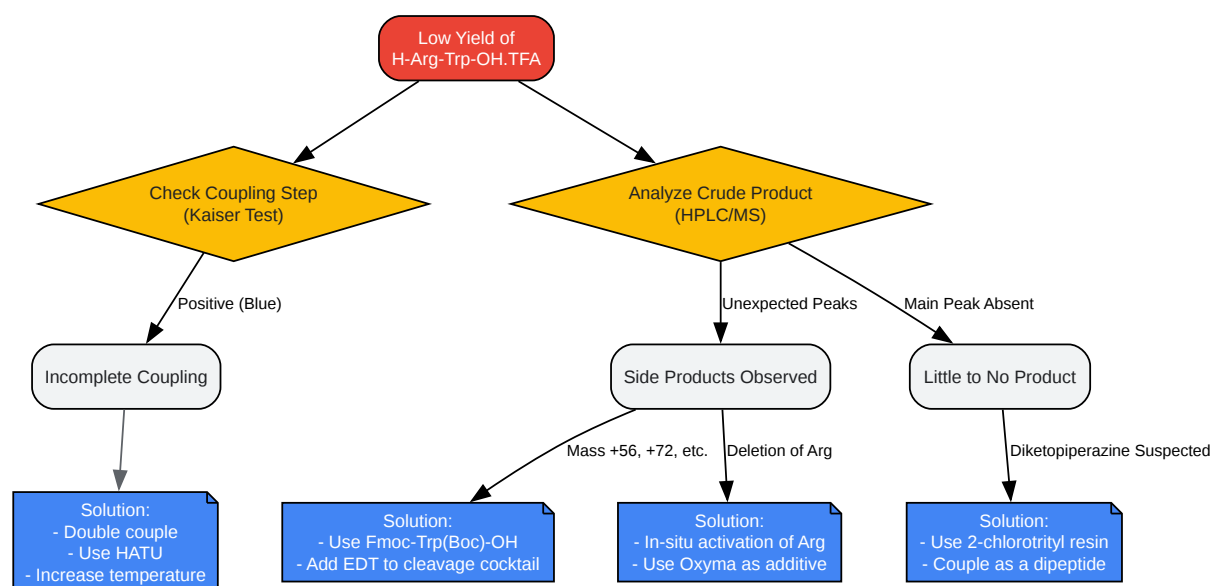 Low Yield of
H-Arg-Trp-OH.TFA
Check Coupling Step
(Kaiser Test)
Analyze Crude Product
(HPLC/MS)
Positive (Blue)
Unexpected Peaks
Main Peak Absent
Incomplete Coupling
Side Products Observed
Little to No Product
Mass +56, +72, etc.
Deletion of Arg
Diketopiperazine Suspected
Solution:
- Double couple
- Use HATU
- Increase temperature
Solution:
- Use Fmoc-Trp(Boc)-OH
- Add EDT to cleavage cocktail
Solution:
- In-situ activation of Arg
- Use Oxyma as additive
Solution:
- Use 2-chlorotrityl resin
- Couple as a dipeptide